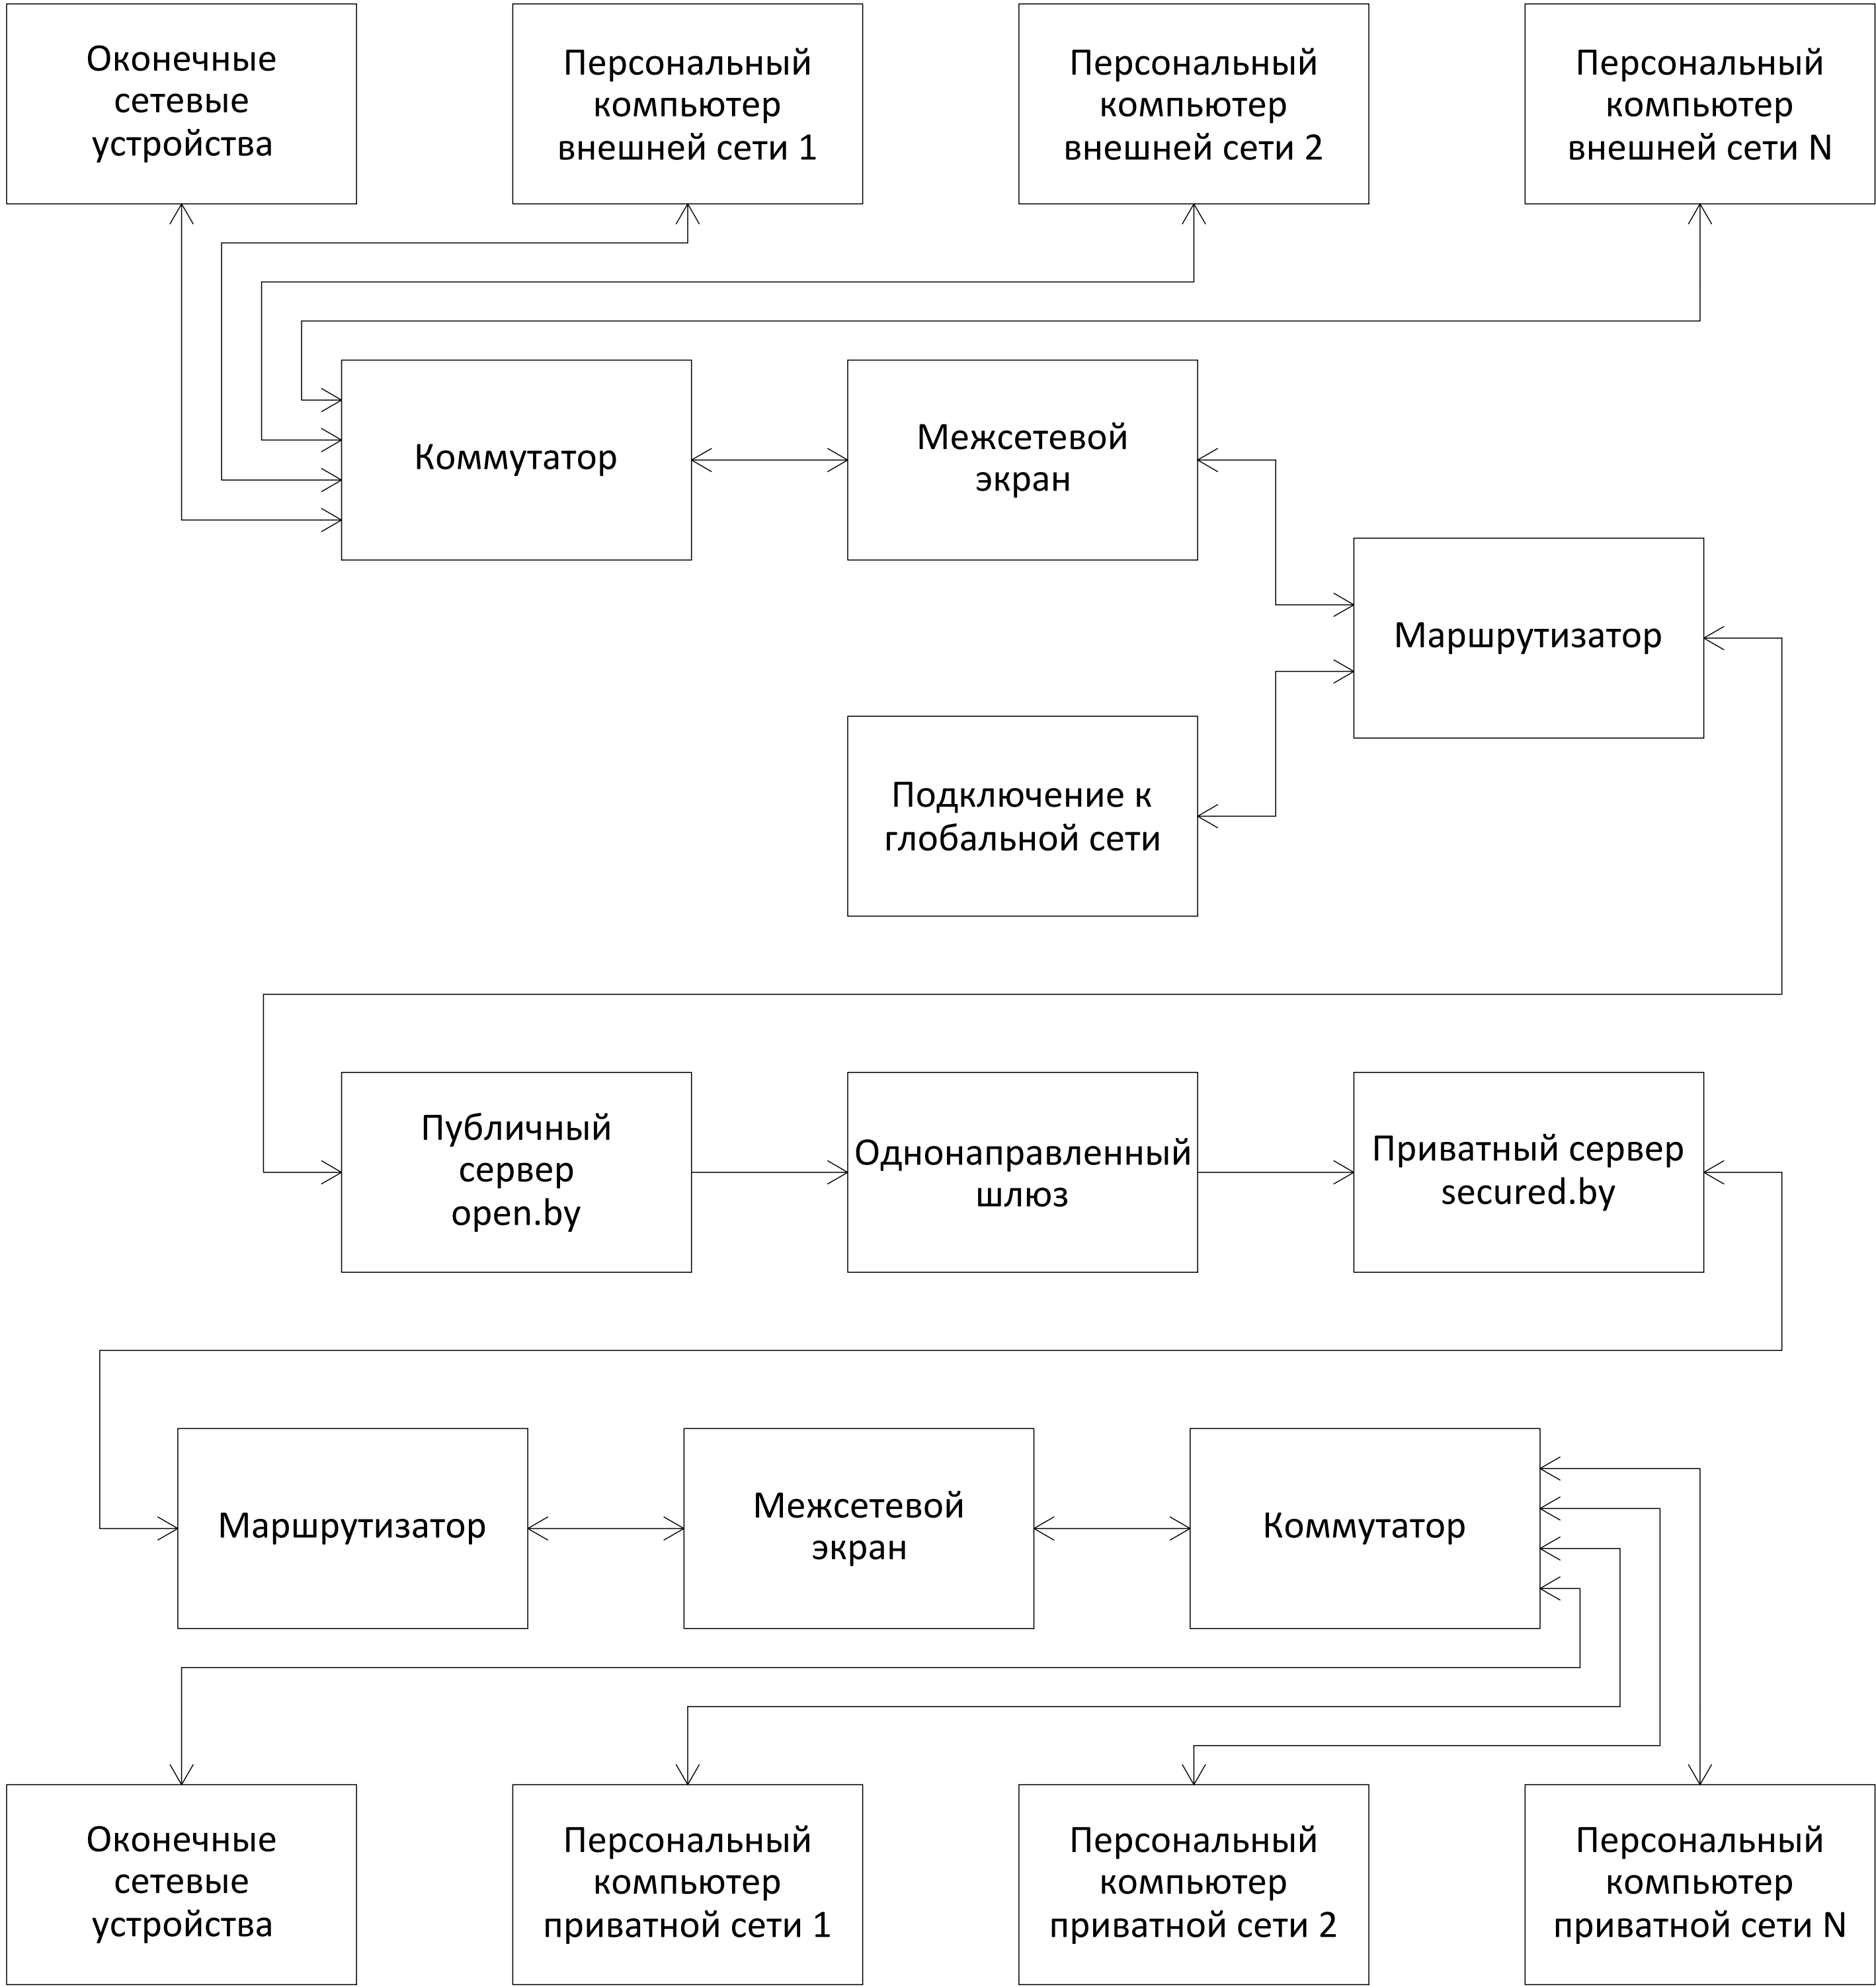 Оконечные
сетевые
устройства
Персональный
компьютер
внешней сети 1
Персональный
компьютер
внешней сети 2
Персональный
компьютер
внешней сети N
Коммутатор
Межсетевой
экран
Маршрутизатор
Подключение к
глобальной сети
Публичный
сервер
open.by
Однонаправленный
шлюз
Приватный сервер
secured.by
Маршрутизатор
Межсетевой
экран
Коммутатор
Оконечные
сетевые
устройства
Персональный
компьютер
приватной сети 1
Персональный
компьютер
приватной сети 2
Персональный
компьютер
приватной сети N